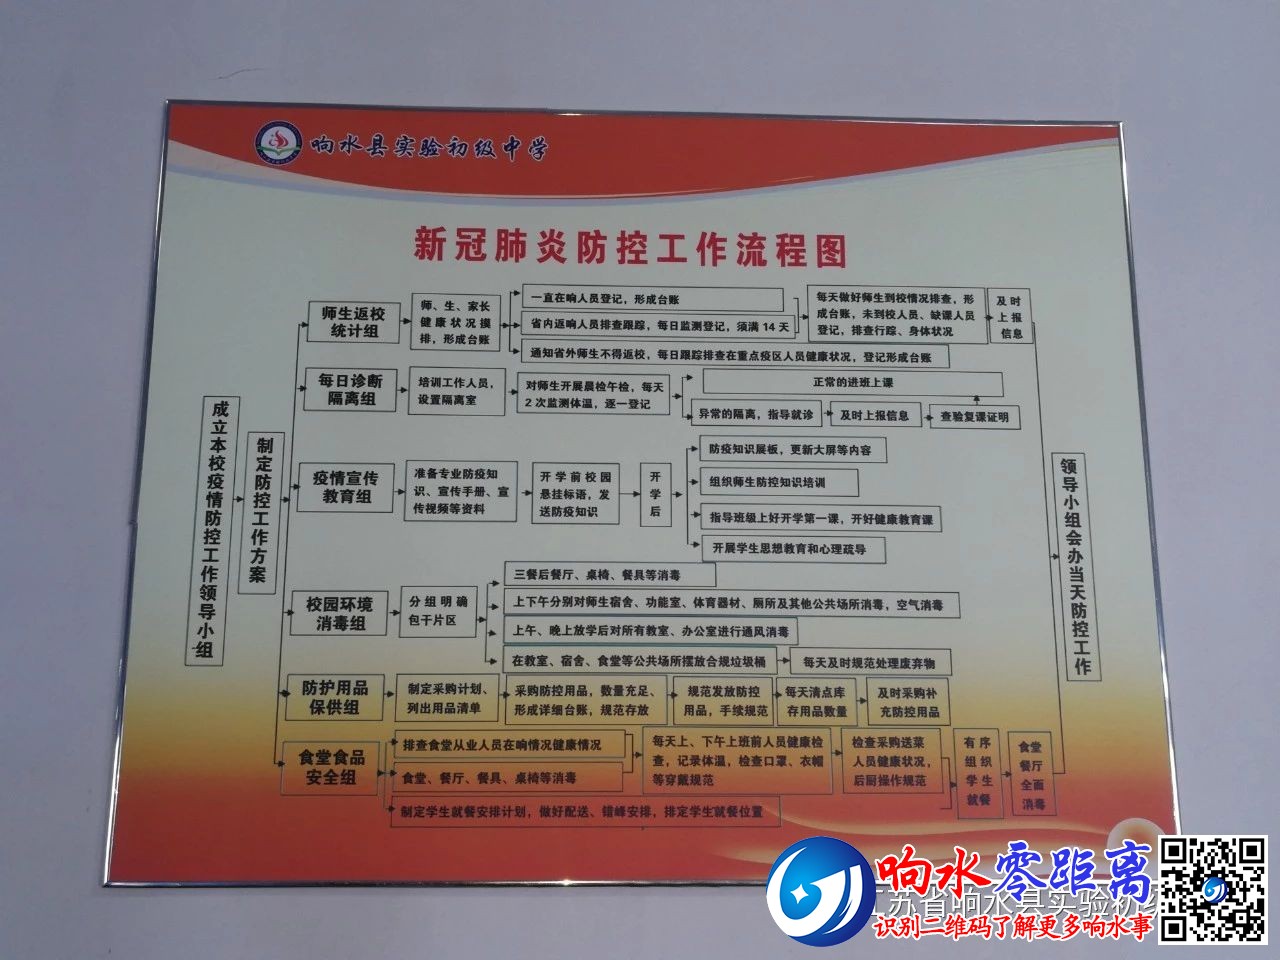 响水县实验初级中学
新冠肺炎防控工作流程图
成立本校疫情防控工作领导小组
制定防控工作方案
师生返校
统计组
师、生、家长
健康状况摸
排，形成台账
一直在响人员登记，形成台账
省内返响人员排查跟踪，每日监测登记，须满14天
通知省外师生不得返校，每日跟踪排查在重点疫区人员健康状况，登记形成台账
每天做好师生到校情况排查，形
成台账，未到校人员、缺课人员
登记，排查行踪、身体状况
及时
上报
信息
每日诊断
隔离组
培训工作人员，
设置隔离室
对师生开展晨检午检，每天
2次监测体温，逐一登记
正常的进班上课
异常的隔离，指导就诊
及时上报信息
查验复课证明
疫情宣传
教育组
准备专业防疫知
识、宣传手册、宣
传视频等资料
开学前校园
悬挂标语，发
送防疫知识
开
学
后
防疫知识展板，更新大屏等内容
组织师生防控知识培训
指导班级上好开学第一课，开好健康教育课
开展学生思想教育和心理疏导
校园环境
消毒组
分组明确
包干片区
三餐后餐厅、桌椅、餐具等消毒
上下午分别对师生宿舍、功能室、体育器材、厕所及其他公共场所消毒，空气消毒
上午、晚上放学后对所有教室、办公室进行通风消毒
在教室、宿舍、食堂等公共场所摆放合规垃圾桶
每天及时规范处理废弃物
防护用品
保供组
制定采购计划、
列出用品清单
采购防控用品，数量充足、
形成详细台账，规范存放
规范发放防控
用品，手续规范
每天清点库
存用品数量
及时采购补
充防控用品
食堂食品
安全组
排查食堂从业人员在响情况健康情况
食堂、餐厅、餐具、桌椅等消毒
制定学生就餐安排计划，做好配送、错峰安排，排定学生就餐位置
每天上、下午上班前人员健康检
查，记录体温，检查口罩、衣帽
等穿戴规范
检查采购送菜
人员健康状况，
后厨操作规范
有序
组织
学生
就餐
食堂
餐厅
全面
消毒
领导小组会办当天防控工作
响水零距离
江苏省响水县实验初级
识别二维码了解更多响水事